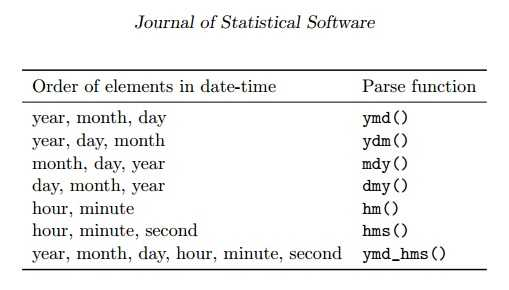 Journal of Statistical Software
Order of elements in date-time Parse function
year, month, day ymd()
year, day, month ydm()
month, day, year mdy()
day, month, year dmy()
hour, minute hm()
hour, minute, second hms()
year, month, day, hour, minute, second ymd_hms()